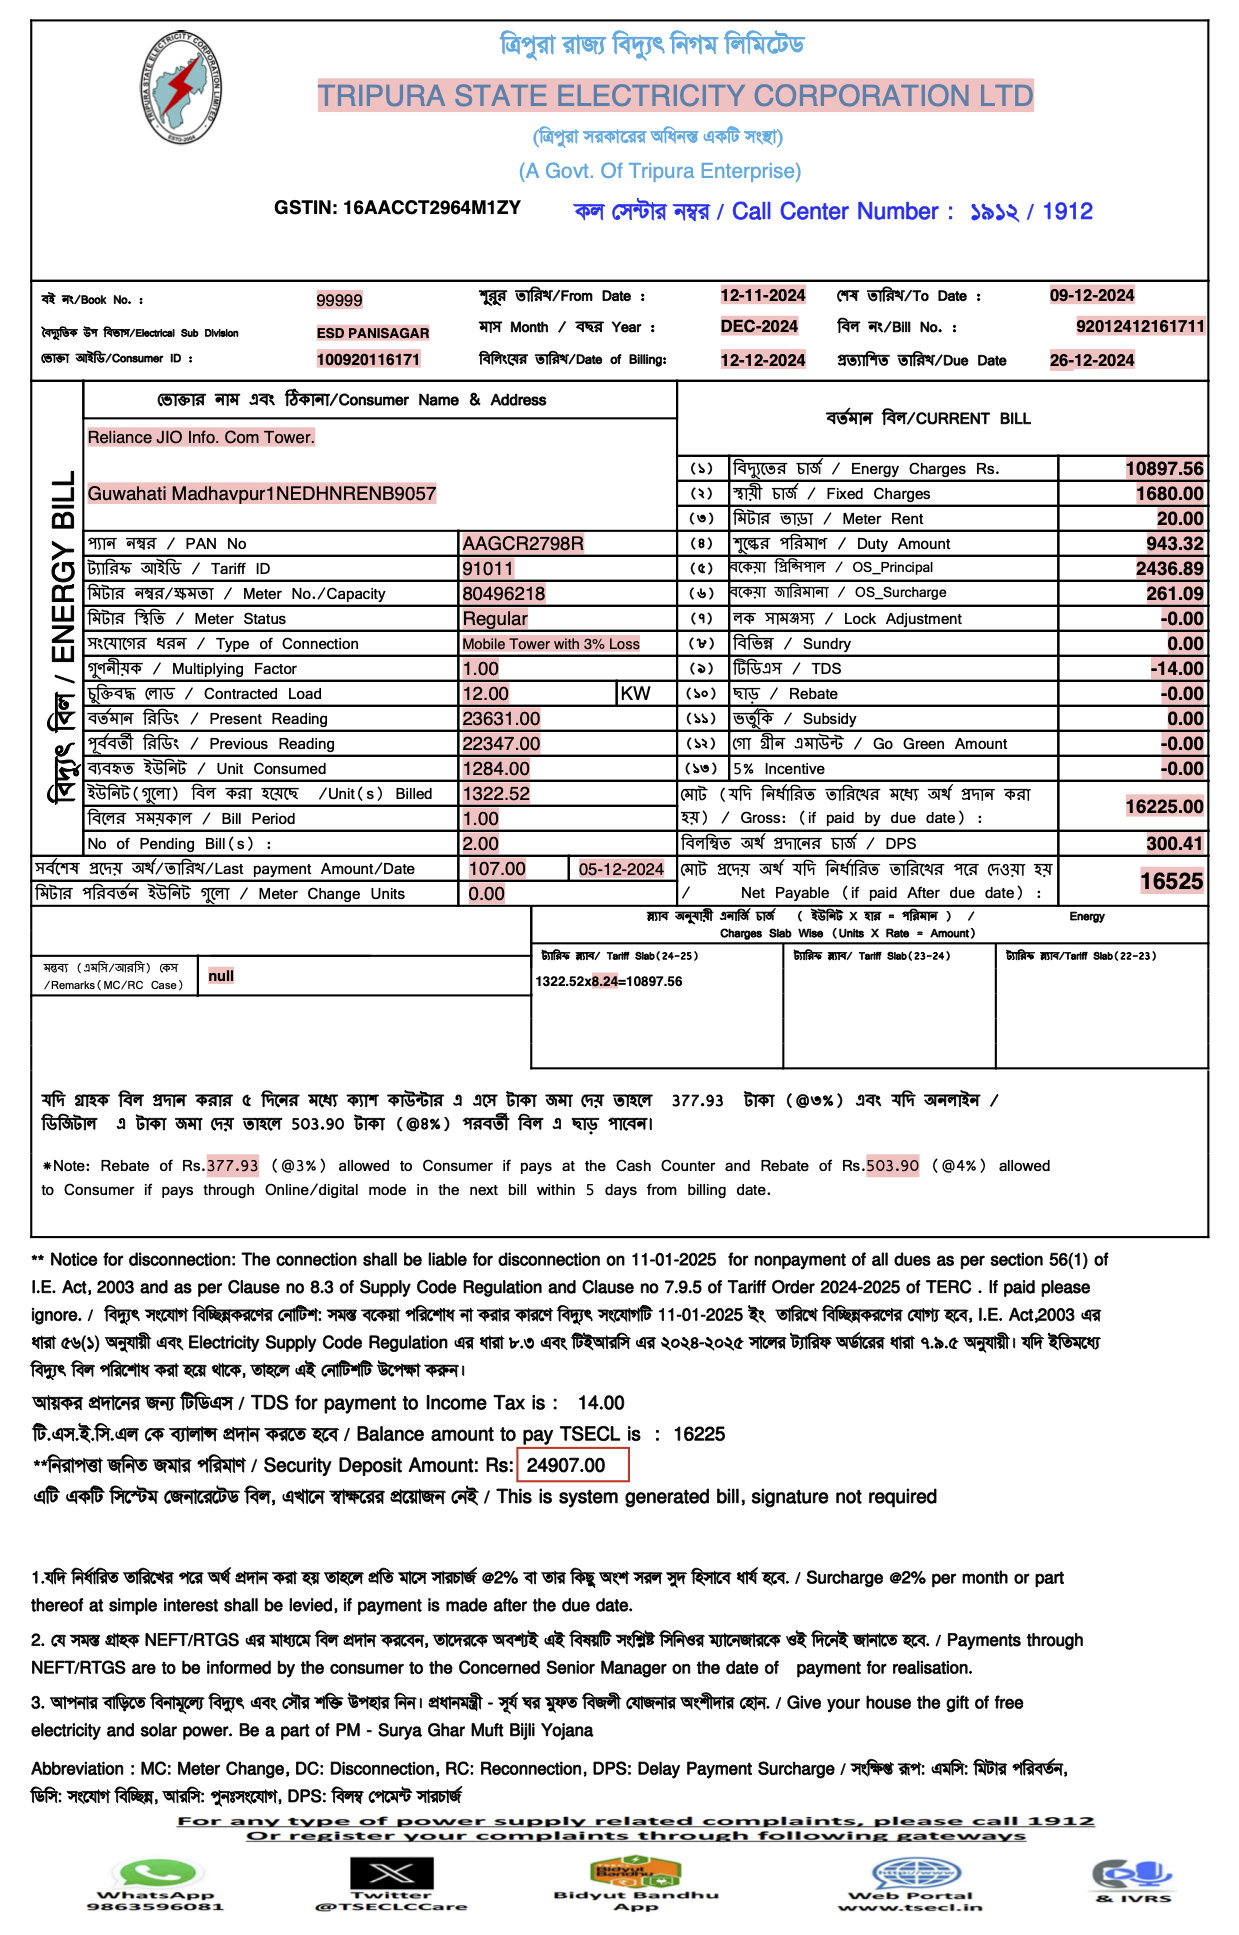 ত্রিপুরা রাজ্য বিদ্যুৎ নিগম লিমিটেড
TRIPURA STATE ELECTRICITY CORPORATION LIMITED
ESTD-2004
TRIPURA STATE ELECTRICITY CORPORATION LTD
(ত্রিপুরা সরকারের অধিনস্ত একটি সংস্থা)
(A Govt. Of Tripura Enterprise)
GSTIN: 16AACCT2964M1ZY কল সেন্টার নম্বর / Call Center Number : ১৯১২ / 1912
বই নং/Book No. : 99999 শুরুর তারিখ/From Date : 12-11-2024 শেষ তারিখ/To Date : 09-12-2024
বৈদ্যুতিক উপ বিভাগ/Electrical Sub Division ESD PANISAGAR মাস Month / বছর Year : DEC-2024 বিল নং/Bill No. : 92012412161711
ভোক্তা আইডি/Consumer ID : 100920116171 বিলিংয়ের তারিখ/Date of Billing: 12-12-2024 প্রত্যাশিত তারিখ/Due Date 26-12-2024
বিদ্যুৎ বিল / ENERGY BILL
ভোক্তার নাম এবং ঠিকানা/Consumer Name & Address
Reliance JIO Info. Com Tower.
Guwahati Madhavpur1NEDHNRENB9057
প্যান নম্বর / PAN No AAGCR2798R
ট্যারিফ আইডি / Tariff ID 91011
মিটার নম্বর/ক্ষমতা / Meter No./Capacity 80496218
মিটার স্থিতি / Meter Status Regular
সংযোগের ধরন / Type of Connection Mobile Tower with 3% Loss
গুণনীয়ক / Multiplying Factor 1.00
চুক্তিবদ্ধ লোড / Contracted Load 12.00 KW
বর্তমান রিডিং / Present Reading 23631.00
পূর্ববর্তী রিডিং / Previous Reading 22347.00
ব্যবহৃত ইউনিট / Unit Consumed 1284.00
ইউনিট(গুলো) বিল করা হয়েছে /Unit(s) Billed 1322.52
বিলের সময়কাল / Bill Period 1.00
No of Pending Bill(s) : 2.00
সর্বশেষ প্রদেয় অর্থ/তারিখ/Last payment Amount/Date 107.00 05-12-2024
মিটার পরিবর্তন ইউনিট গুলো / Meter Change Units 0.00
বর্তমান বিল/CURRENT BILL
(১) বিদ্যুতের চার্জ / Energy Charges Rs. 10897.56
(২) স্থায়ী চার্জ / Fixed Charges 1680.00
(৩) মিটার ভাড়া / Meter Rent 20.00
(৪) শুল্কের পরিমান / Duty Amount 943.32
(৫) বকেয়া প্রিন্সিপাল / OS_Principal 2436.89
(৬) বকেয়া জারিমানা / OS_Surcharge 261.09
(৭) লক সামঞ্জস্য / Lock Adjustment -0.00
(৮) বিভিন্ন / Sundry 0.00
(৯) টিডিএস / TDS -14.00
(১০) ছাড় / Rebate -0.00
(১১) ভর্তুকি / Subsidy 0.00
(১২) গো গ্রীন এমাউন্ট / Go Green Amount -0.00
(১৩) 5% Incentive -0.00
মোট (যদি নির্ধারিত তারিখের মধ্যে অর্থ প্রদান করা
হয়) / Gross: (if paid by due date) : 16225.00
বিলম্বিত অর্থ প্রদানের চার্জ / DPS 300.41
মোট প্রদেয় অর্থ যদি নির্ধারিত তারিখের পরে দেওয়া হয়
/ Net Payable (if paid After due date) : 16525
স্ল্যাব অনুযায়ী এনার্জি চার্জ ( ইউনিট X হার = পরিমান ) / Energy
Charges Slab Wise (Units X Rate = Amount)
মন্তব্য (এমসি/আরসি) কেস
/Remarks(MC/RC Case) null
ট্যারিফ স্ল্যাব/ Tariff Slab(24-25) ট্যারিফ স্ল্যাব/ Tariff Slab(23-24) ট্যারিফ স্ল্যাব/Tariff Slab(22-23)
1322.52x8.24=10897.56
যদি গ্রাহক বিল প্রদান করার ৫ দিনের মধ্যে ক্যাশ কাউন্টার এ এসে টাকা জমা দেয় তাহলে 377.93 টাকা (@৩%) এবং যদি অনলাইন /
ডিজিটাল এ টাকা জমা দেয় তাহলে 503.90 টাকা (@৪%) পরবর্তী বিল এ ছাড় পাবেন।
*Note: Rebate of Rs.377.93 (@3%) allowed to Consumer if pays at the Cash Counter and Rebate of Rs.503.90 (@4%) allowed
to Consumer if pays through Online/digital mode in the next bill within 5 days from billing date.
** Notice for disconnection: The connection shall be liable for disconnection on 11-01-2025 for nonpayment of all dues as per section 56(1) of
I.E. Act, 2003 and as per Clause no 8.3 of Supply Code Regulation and Clause no 7.9.5 of Tariff Order 2024-2025 of TERC . If paid please
ignore. / বিদ্যুৎ সংযোগ বিচ্ছিন্নকরণের নোটিশ: সমস্ত বকেয়া পরিশোধ না করার কারণে বিদ্যুৎ সংযোগটি 11-01-2025 ইং তারিখে বিচ্ছিন্নকরণের যোগ্য হবে, I.E. Act,2003 এর
ধারা ৫৬(১) অনুযায়ী এবং Electricity Supply Code Regulation এর ধারা ৮.৩ এবং টিইআরসি এর ২০২৪-২০২৫ সালের ট্যারিফ অর্ডারের ধারা ৭.৯.৫ অনুযায়ী। যদি ইতিমধ্যে
বিদ্যুৎ বিল পরিশোধ করা হয়ে থাকে, তাহলে এই নোটিশটি উপেক্ষা করুন।
আয়কর প্রদানের জন্য টিডিএস / TDS for payment to Income Tax is : 14.00
টি.এস.ই.সি.এল কে ব্যালান্স প্রদান করতে হবে / Balance amount to pay TSECL is : 16225
**নিরাপত্তা জনিত জমার পরিমাণ / Security Deposit Amount: Rs: 24907.00
এটি একটি সিস্টেম জেনারেটেড বিল, এখানে স্বাক্ষরের প্রয়োজন নেই / This is system generated bill, signature not required
1.যদি নির্ধারিত তারিখের পরে অর্থ প্রদান করা হয় তাহলে প্রতি মাসে সারচার্জ @2% বা তার কিছু অংশ সরল সুদ হিসাবে ধার্য হবে. / Surcharge @2% per month or part
thereof at simple interest shall be levied, if payment is made after the due date.
2. যে সমস্ত গ্রাহক NEFT/RTGS এর মাধ্যমে বিল প্রদান করবেন, তাদেরকে অবশ্যই এই বিষয়টি সংশ্লিষ্ট সিনিওর ম্যানেজারকে ওই দিনেই জানাতে হবে. / Payments through
NEFT/RTGS are to be informed by the consumer to the Concerned Senior Manager on the date of payment for realisation.
3. আপনার বাড়িতে বিনামূল্যে বিদ্যুৎ এবং সৌর শক্তি উপহার নিন। প্রধানমন্ত্রী - সূর্য ঘর মুফত বিজলী যোজনার অংশীদার হোন. / Give your house the gift of free
electricity and solar power. Be a part of PM - Surya Ghar Muft Bijli Yojana
Abbreviation : MC: Meter Change, DC: Disconnection, RC: Reconnection, DPS: Delay Payment Surcharge / সংক্ষিপ্ত রূপ: এমসি: মিটার পরিবর্তন,
ডিসি: সংযোগ বিচ্ছিন্ন, আরসি: পুনঃসংযোগ, DPS: বিলম্ব পেমেন্ট সারচার্জ
For any type of power supply related complaints, please call 1912
Or register your complaints through following gateways
WhatsApp
9863596081
Twitter
@TSECLCCare
Bidyut Bandhu
Bidyut Bandhu
App
http://www
Web Portal
www.tsecl.in
& IVRS